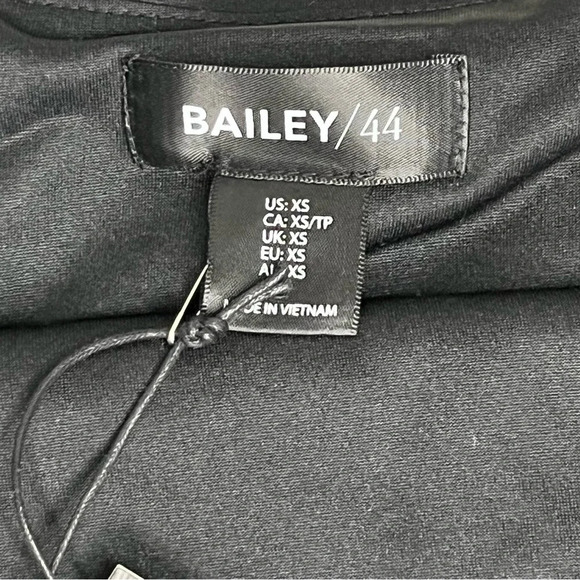 BAILEY/44
US: XS
CA: XS/TP
UK: XS
EU: XS
XS
IN VIETNAM